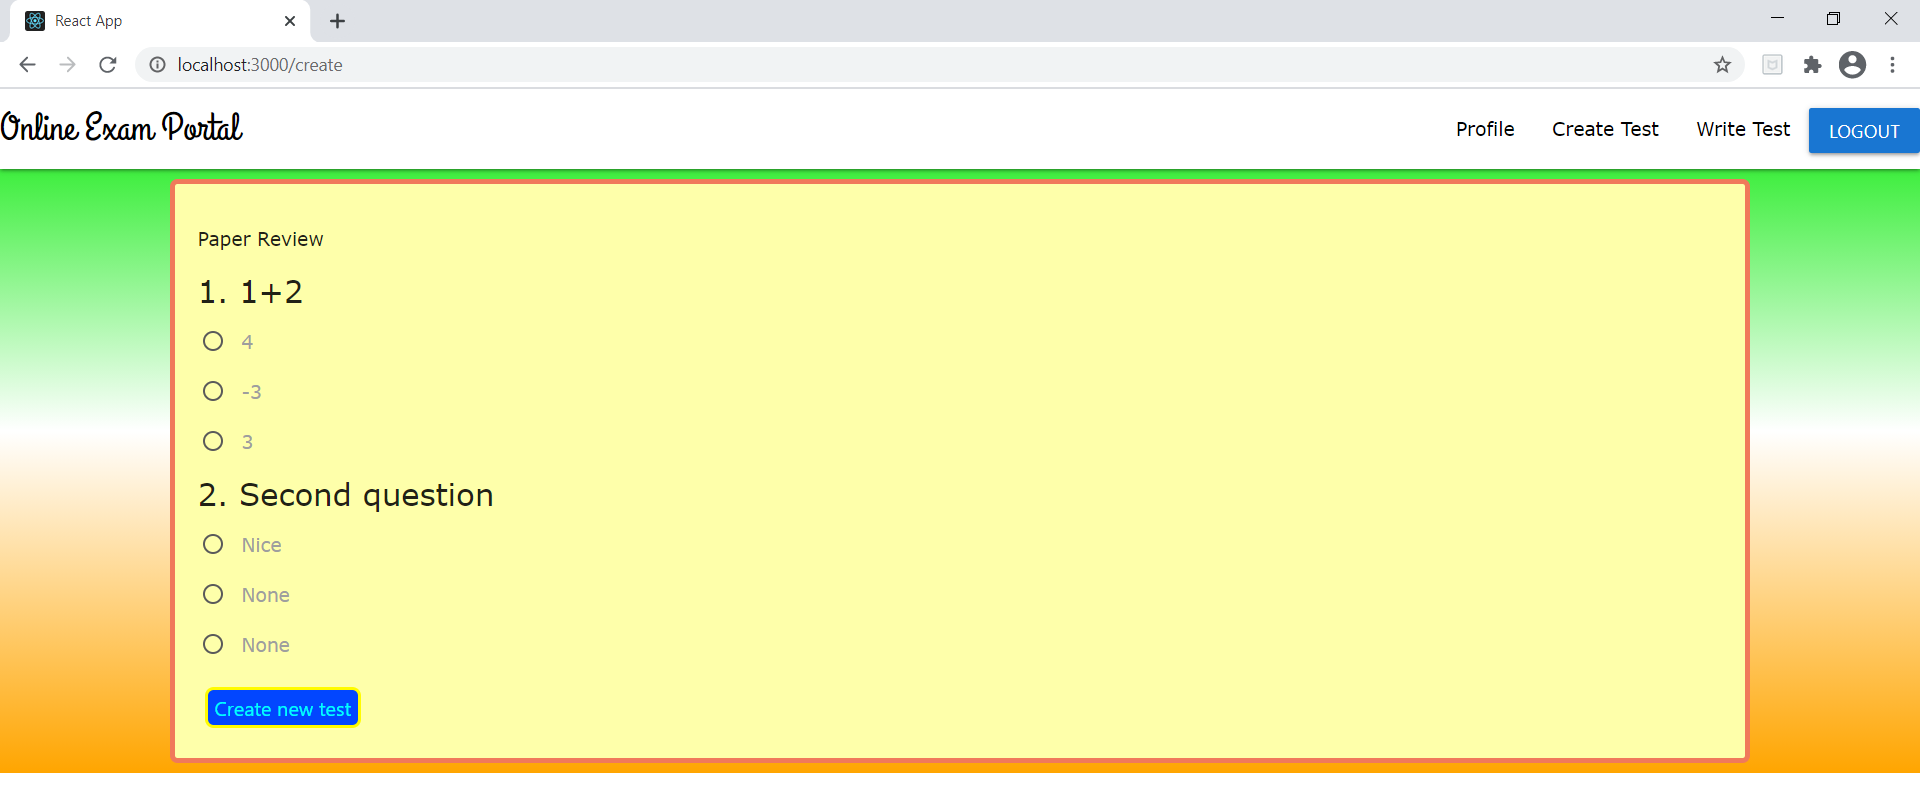 React App
localhost:3000/create
Online Exam Portal
Profile Create Test Write Test LOGOUT
Paper Review
1. 1+2
4
-3
3
2. Second question
Nice
None
None
Create new test